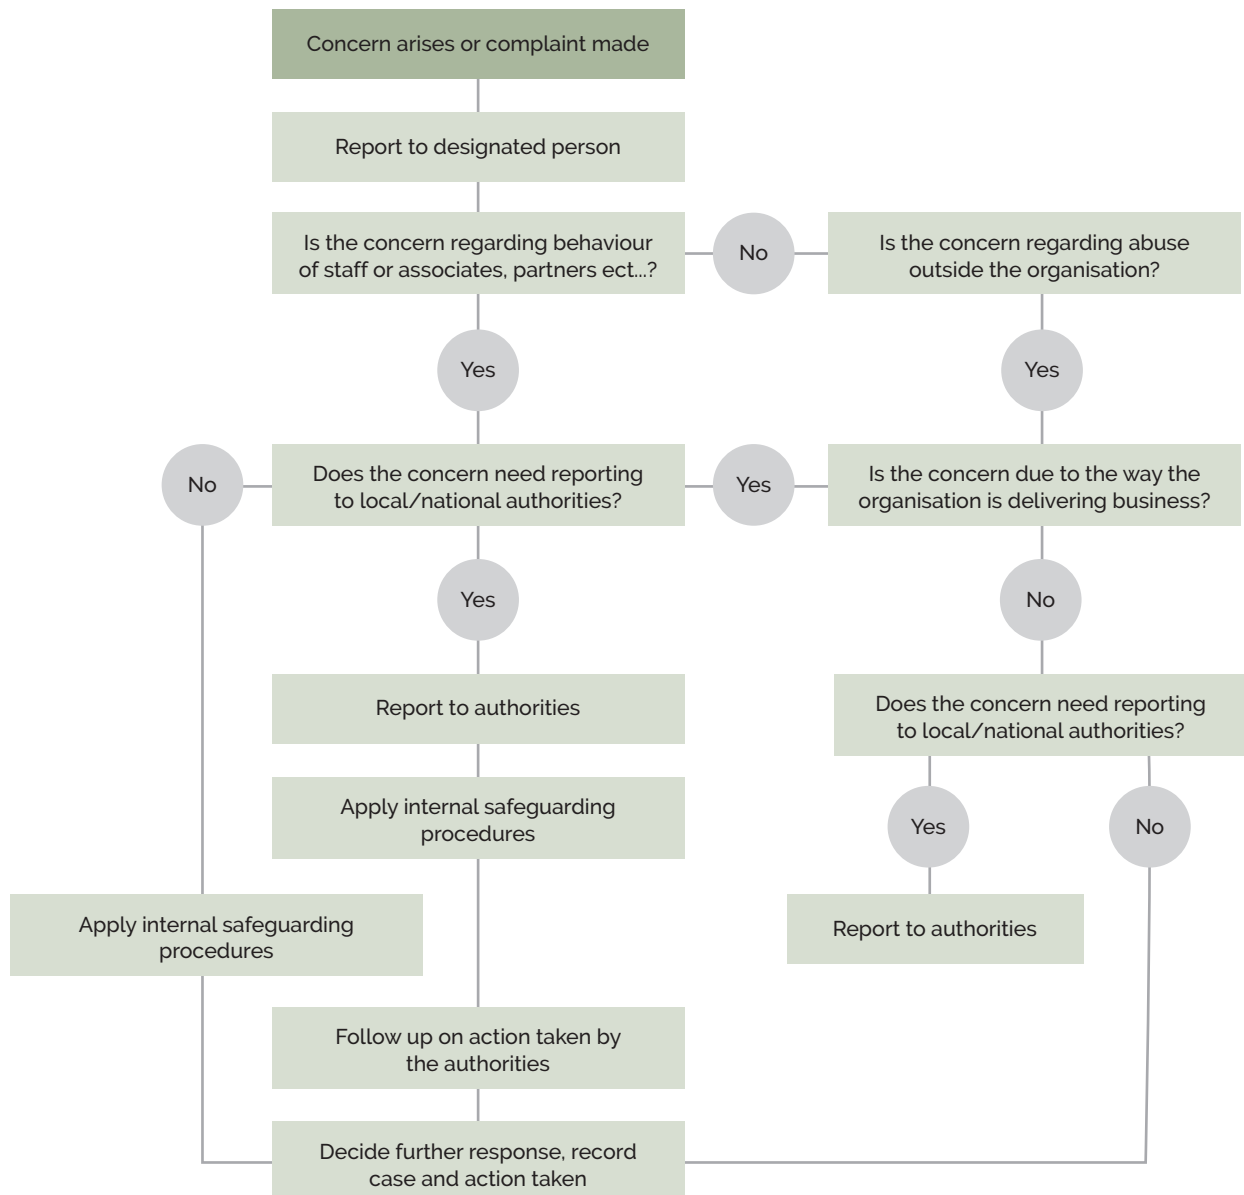 Concern arises or complaint made
Report to designated person
Is the concern regarding behaviour
of staff or associates, partners ect...?
No
Is the concern regarding abuse
outside the organisation?
Yes
Yes
No
Does the concern need reporting
to local/national authorities?
Yes
Is the concern due to the way the
organisation is delivering business?
Yes
No
Report to authorities
Does the concern need reporting
to local/national authorities?
Apply internal safeguarding
procedures
Yes
No
Apply internal safeguarding
procedures
Report to authorities
Follow up on action taken by
the authorities
Decide further response, record
case and action taken